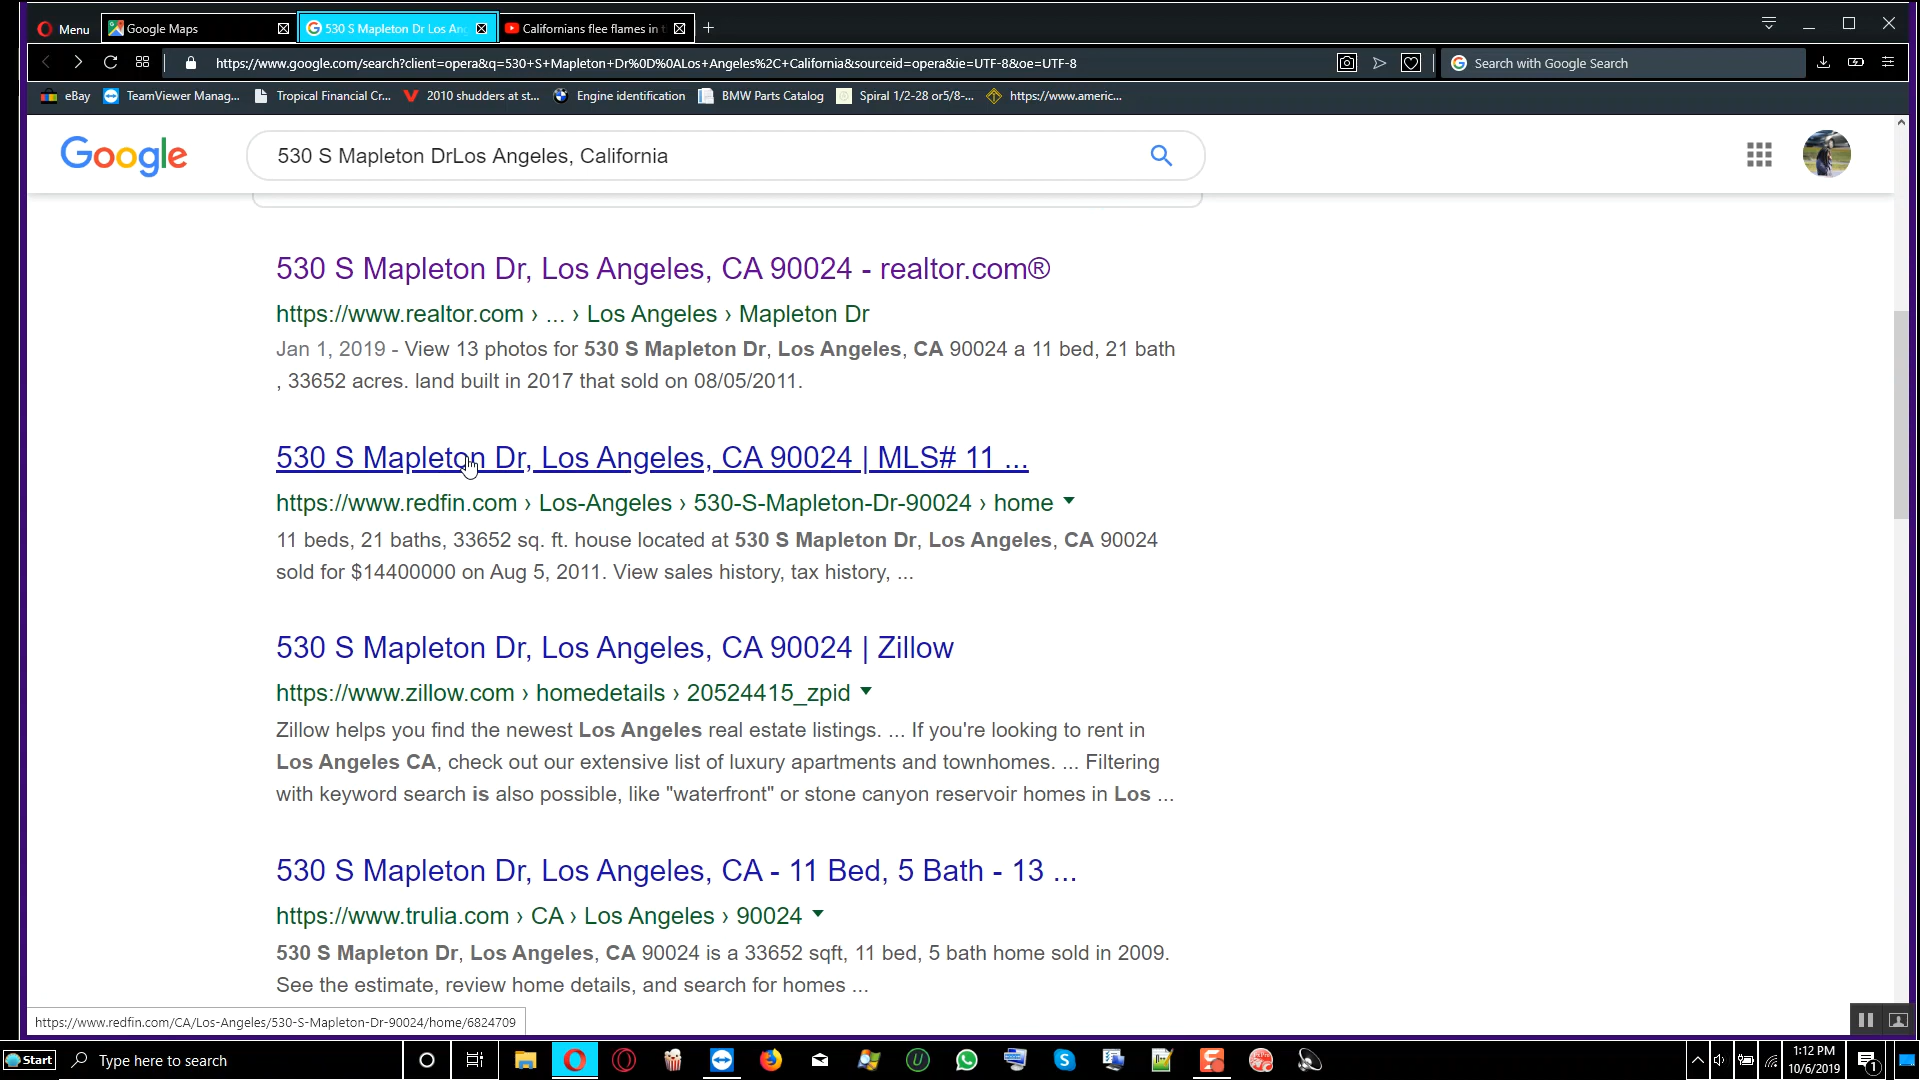 Menu
Google Maps
530 S Mapleton Dr Los An
Californians flee flames in t
https://www.google.com/search?client=opera&q=530+S+Mapleton+Dr%0D%0ALos+Angeles%2C+California&sourceid=opera&ie=UTF-8&oe=UTF-8
Search with Google Search
eBay
TeamViewer Manag...
Tropical Financial Cr...
2010 shudders at st...
Engine identification
BMW Parts Catalog
Spiral 1/2-28 or5/8-...
https://www.americ...
Google
530 S Mapleton DrLos Angeles, California
530 S Mapleton Dr, Los Angeles, CA 90024 - realtor.com®
https://www.realtor.com › ... › Los Angeles › Mapleton Dr
Jan 1, 2019 - View 13 photos for 530 S Mapleton Dr, Los Angeles, CA 90024 a 11 bed, 21 bath
, 33652 acres. land built in 2017 that sold on 08/05/2011.
530 S Mapleton Dr, Los Angeles, CA 90024 | MLS# 11 ...
https://www.redfin.com › Los-Angeles › 530-S-Mapleton-Dr-90024 › home
11 beds, 21 baths, 33652 sq. ft. house located at 530 S Mapleton Dr, Los Angeles, CA 90024
sold for $14400000 on Aug 5, 2011. View sales history, tax history, ...
530 S Mapleton Dr, Los Angeles, CA 90024 | Zillow
https://www.zillow.com › homedetails › 20524415_zpid
Zillow helps you find the newest Los Angeles real estate listings. ... If you're looking to rent in
Los Angeles CA, check out our extensive list of luxury apartments and townhomes. ... Filtering
with keyword search is also possible, like "waterfront" or stone canyon reservoir homes in Los ...
530 S Mapleton Dr, Los Angeles, CA - 11 Bed, 5 Bath - 13 ...
https://www.trulia.com › CA › Los Angeles › 90024
530 S Mapleton Dr, Los Angeles, CA 90024 is a 33652 sqft, 11 bed, 5 bath home sold in 2009.
See the estimate, review home details, and search for homes ...
https://www.redfin.com/CA/Los-Angeles/530-S-Mapleton-Dr-90024/home/6824709
Start
Type here to search
1:12 PM
10/6/2019
1